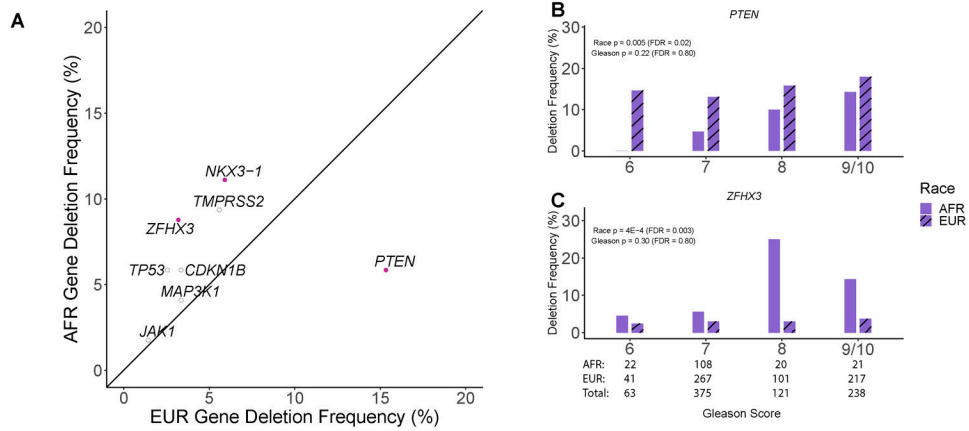 A
AFR Gene Deletion Frequency (%)
20
15
10
5
0
NKX3−1
TMPRSS2
ZFHX3
TP53
CDKN1B
MAP3K1
JAK1
PTEN
0 5 10 15 20
EUR Gene Deletion Frequency (%)
B
PTEN
Race p = 0.005 (FDR = 0.02)
Gleason p = 0.22 (FDR = 0.80)
Deletion Frequency (%)
30
20
10
0
6 7 8 9/10
C
ZFHX3
Race p = 4E−4 (FDR = 0.003)
Gleason p = 0.30 (FDR = 0.80)
Deletion Frequency (%)
30
20
10
0
6 7 8 9/10
AFR: 22 108 20 21
EUR: 41 267 101 217
Total: 63 375 121 238
Gleason Score
Race
AFR
EUR